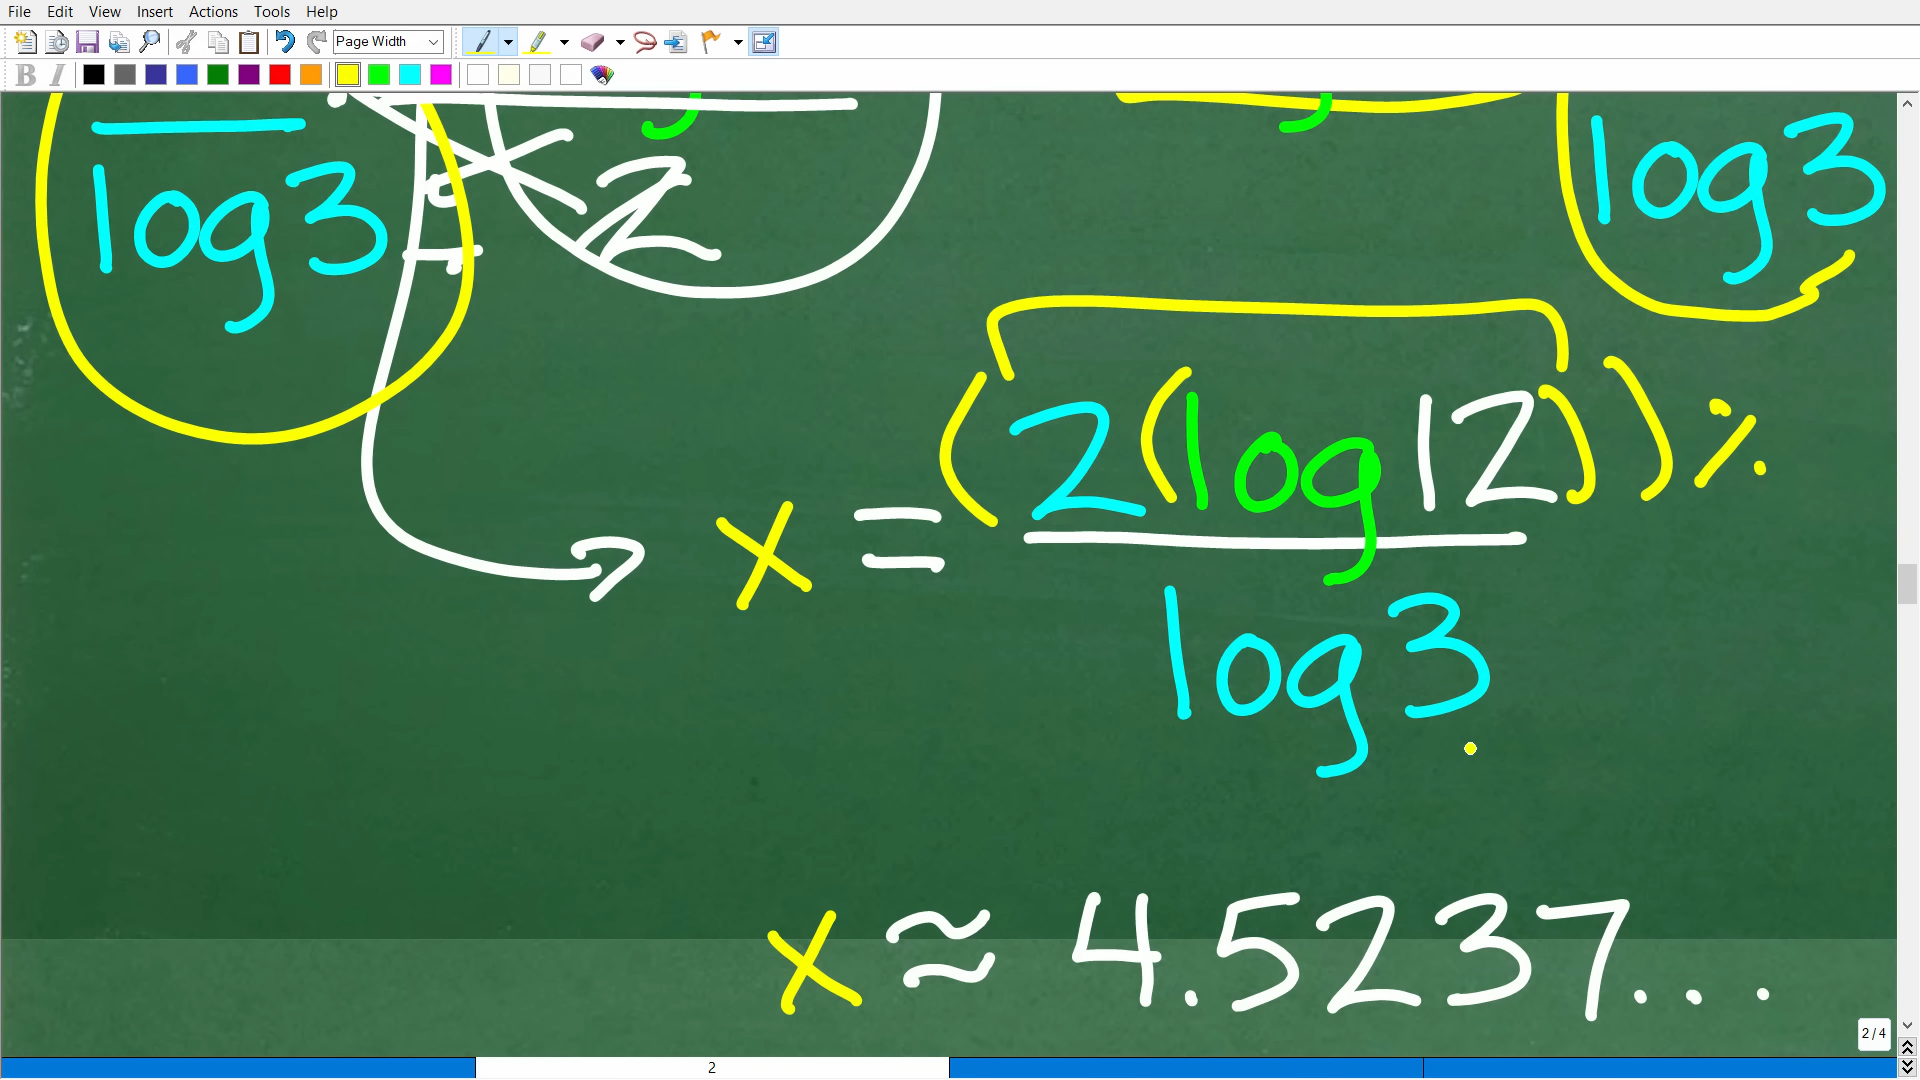 File Edit View Insert Actions Tools Help
Page Width
B I
log3
2
log3
x = (2(log12))÷
log3
x ≈ 4.5237...
2 / 4
2